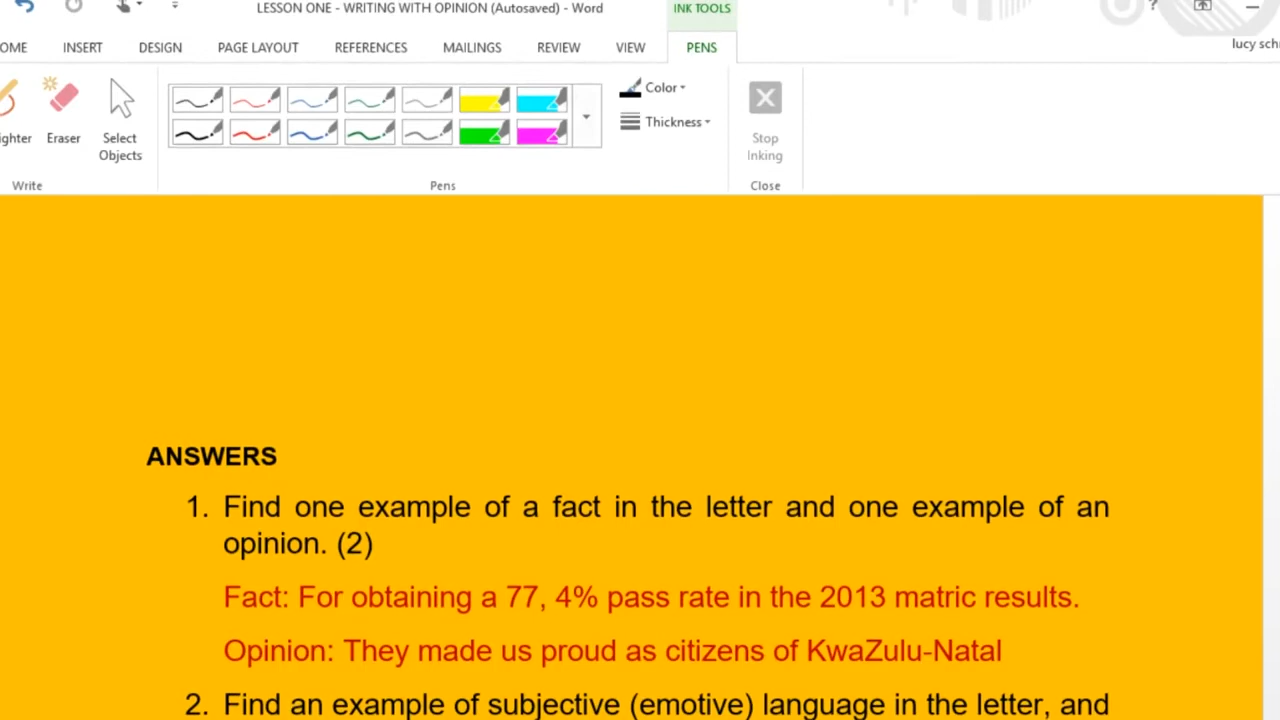 LESSON ONE - WRITING WITH OPINION (Autosaved) - Word
INK TOOLS
?
OME INSERT DESIGN PAGE LAYOUT REFERENCES MAILINGS REVIEW VIEW PENS
lucy sch
Color
Thickness
ghter Eraser Select Objects
Stop Inking
Write Pens Close
ANSWERS
1. Find one example of a fact in the letter and one example of an
opinion. (2)
Fact: For obtaining a 77, 4% pass rate in the 2013 matric results.
Opinion: They made us proud as citizens of KwaZulu-Natal
2. Find an example of subjective (emotive) language in the letter, and